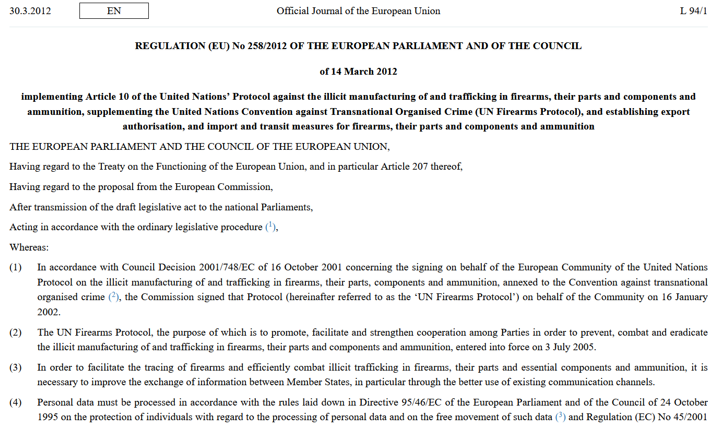 30.3.2012 EN Official Journal of the European Union L 94/1
REGULATION (EU) No 258/2012 OF THE EUROPEAN PARLIAMENT AND OF THE COUNCIL
of 14 March 2012
implementing Article 10 of the United Nations’ Protocol against the illicit manufacturing of and trafficking in firearms, their parts and components and
ammunition, supplementing the United Nations Convention against Transnational Organised Crime (UN Firearms Protocol), and establishing export
authorisation, and import and transit measures for firearms, their parts and components and ammunition
THE EUROPEAN PARLIAMENT AND THE COUNCIL OF THE EUROPEAN UNION,
Having regard to the Treaty on the Functioning of the European Union, and in particular Article 207 thereof,
Having regard to the proposal from the European Commission,
After transmission of the draft legislative act to the national Parliaments,
Acting in accordance with the ordinary legislative procedure (1),
Whereas:
(1) In accordance with Council Decision 2001/748/EC of 16 October 2001 concerning the signing on behalf of the European Community of the United Nations
Protocol on the illicit manufacturing of and trafficking in firearms, their parts, components and ammunition, annexed to the Convention against transnational
organised crime (2), the Commission signed that Protocol (hereinafter referred to as the ‘UN Firearms Protocol’) on behalf of the Community on 16 January
2002.
(2) The UN Firearms Protocol, the purpose of which is to promote, facilitate and strengthen cooperation among Parties in order to prevent, combat and eradicate
the illicit manufacturing of and trafficking in firearms, their parts and components and ammunition, entered into force on 3 July 2005.
(3) In order to facilitate the tracing of firearms and efficiently combat illicit trafficking in firearms, their parts and essential components and ammunition, it is
necessary to improve the exchange of information between Member States, in particular through the better use of existing communication channels.
(4) Personal data must be processed in accordance with the rules laid down in Directive 95/46/EC of the European Parliament and of the Council of 24 October
1995 on the protection of individuals with regard to the processing of personal data and on the free movement of such data (3) and Regulation (EC) No 45/2001